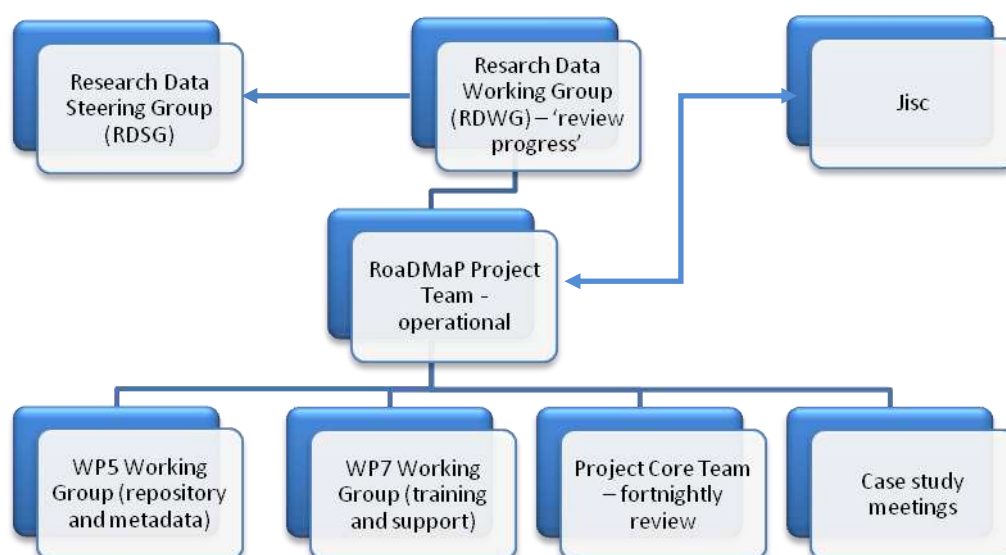 Research Data
Steering Group
(RDSG)
Resarch Data
Working Group
(RDWG) – ‘review
progress’
Jisc
RoaDMaP Project
Team -
operational
WP5 Working
Group (repository
and metadata)
WP7 Working
Group (training
and support)
Project Core Team
– fortnightly
review
Case study
meetings